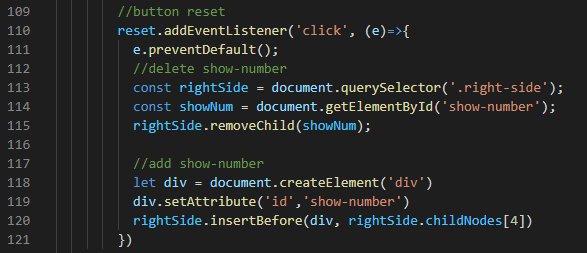 109 //button reset
110 reset.addEventListener('click', (e)=>{
111 e.preventDefault();
112 //delete show-number
113 const rightSide = document.querySelector('.right-side');
114 const showNum = document.getElementById('show-number');
115 rightSide.removeChild(showNum);
116
117 //add show-number
118 let div = document.createElement('div')
119 div.setAttribute('id','show-number')
120 rightSide.insertBefore(div, rightSide.childNodes[4])
121 })